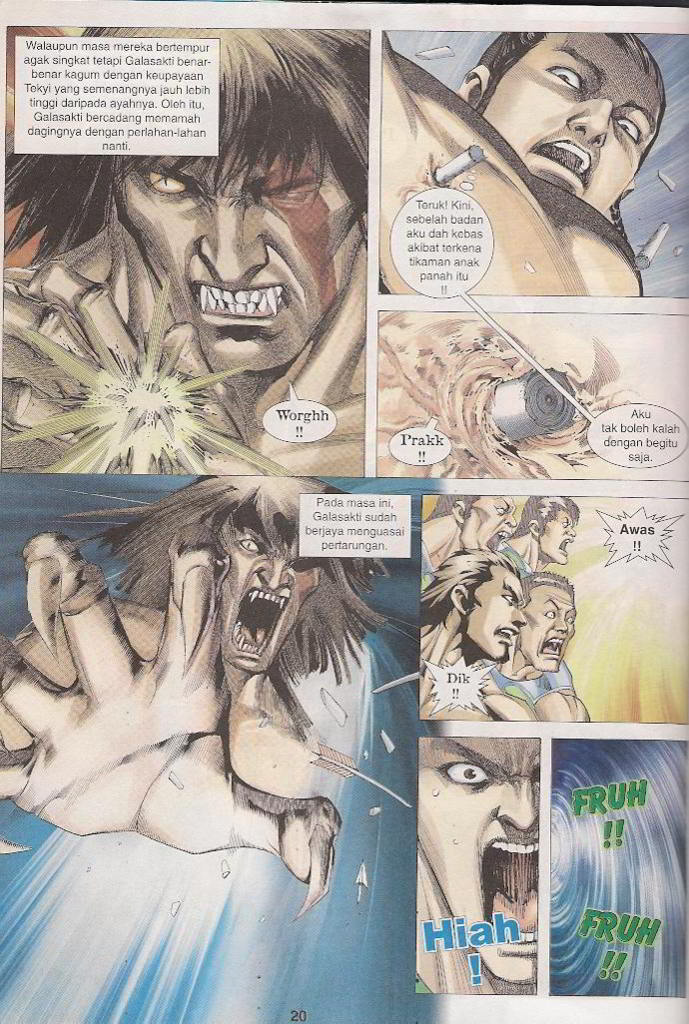 Walaupun masa mereka bertempur
agak singkat tetapi Galasakti benar-
benar kagum dengan keupayaan
Tekyi yang semenangnya jauh lebih
tinggi daripada ayahnya. Oleh itu,
Galasakti bercadang memamah
dagingnya dengan perlahan-lahan
nanti.
Worghh
!!
Teruk! Kini,
sebelah badan
aku dah kebas
akibat terkena
tikaman anak
panah itu
!!
Prakk
!!
Aku
tak boleh kalah
dengan begitu
saja.
Pada masa ini,
Galasakti sudah
berjaya menguasai
pertarungan.
Awas
!!
Dik
!!
Hiah
!
FRUH
!!
FRUH
!!
20